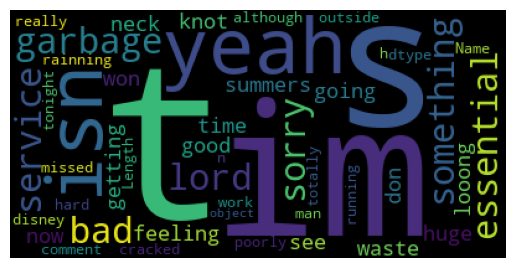 really
although
outside
neck
knot
yeah
s
h
dtype
Name
garbage
rainning
won
summers
going
something
service
isn
tonight
t
im
essential
time
sorry
missed
getting
Length
good
n
lord
don
looong
totally
running
disney
hard
bad
feeling
work
object
man
see
huge
now
comment
cracked
poorly
waste